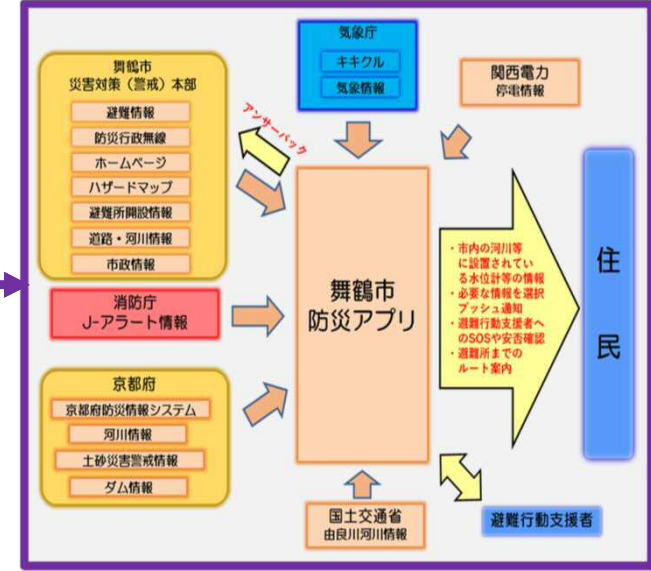 気象庁
キキクル
気象情報
関西電力
停電情報
舞鶴市
災害対策(警戒)本部
避難情報
防災行政無線
ホームページ
ハザードマップ
避難所開設情報
道路・河川情報
市政情報
アンサーバック
消防庁
J-アラート情報
京都府
京都府防災情報システム
河川情報
土砂災害警戒情報
ダム情報
舞鶴市
防災アプリ
・市内の河川等
に設置されてい
る水位計等の情報
・必要な情報を選択
プッシュ通知
・避難行動支援者へ
のSOSや安否確認
・避難所までの
ルート案内
住
民
国土交通省
由良川河川情報
避難行動支援者